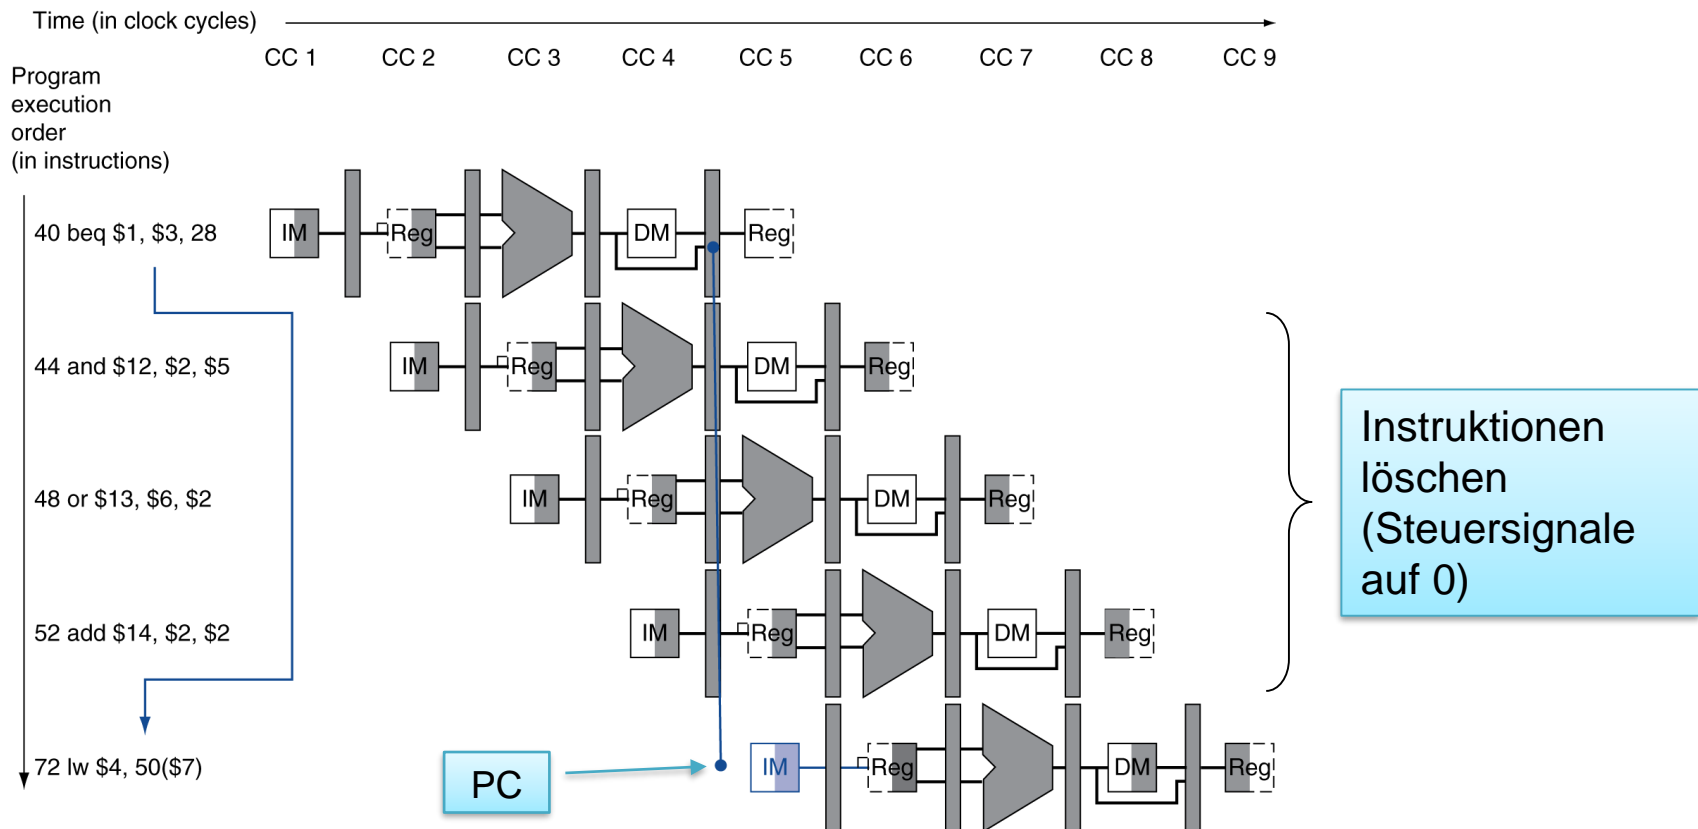 Time (in clock cycles)
CC 1 CC 2 CC 3 CC 4 CC 5 CC 6 CC 7 CC 8 CC 9
Program
execution
order
(in instructions)
40 beq $1, $3, 28
IM Reg DM Reg
44 and $12, $2, $5
IM Reg DM Reg
48 or $13, $6, $2
IM Reg DM Reg
52 add $14, $2, $2
IM Reg DM Reg
72 lw $4, 50($7)
PC
IM Reg DM Reg
Instruktionen
löschen
(Steuersignale
auf 0)